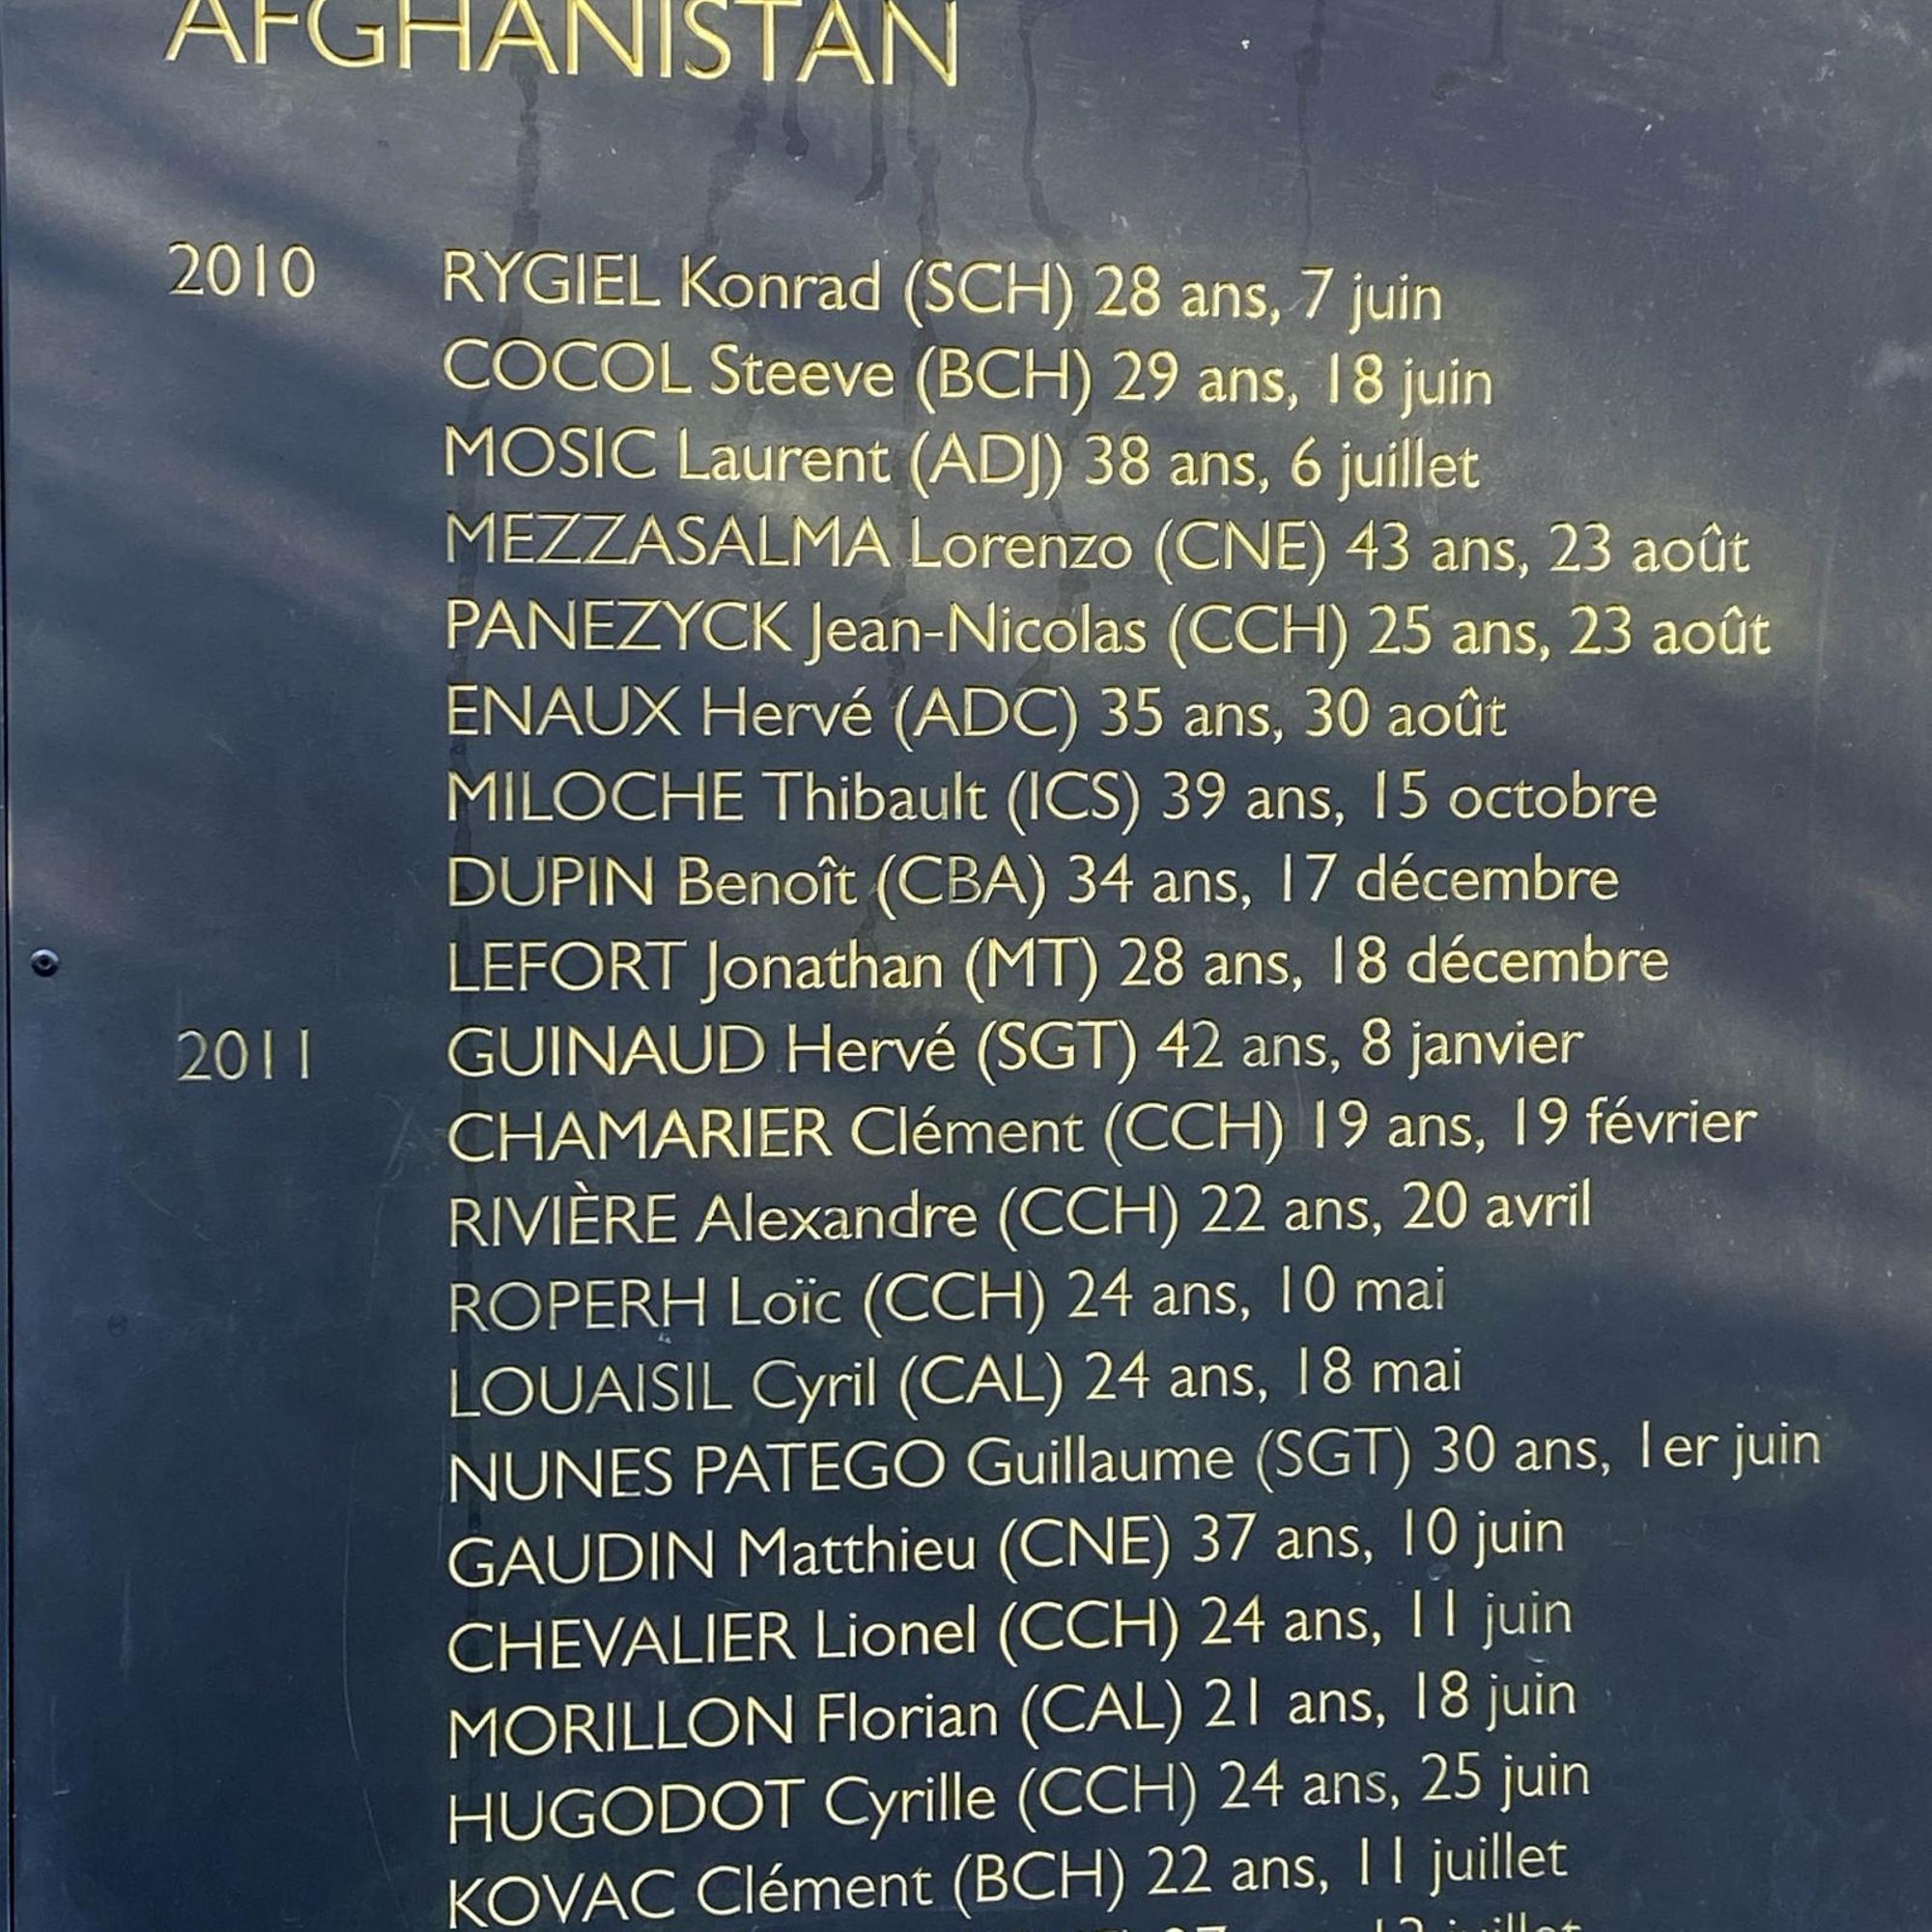 AFGHANISTAN
2010 RYGIEL Konrad (SCH) 28 ans, 7 juin
COCOL Steeve (BCH) 29 ans, 18 juin
MOSIC Laurent (ADJ) 38 ans, 6 juillet
MEZZASALMA Lorenzo (CNE) 43 ans, 23 août
PANEZYCK Jean-Nicolas (CCH) 25 ans, 23 août
ENAUX Hervé (ADC) 35 ans, 30 août
MILOCHE Thibault (ICS) 39 ans, 15 octobre
DUPIN Benoît (CBA) 34 ans, 17 décembre
LEFORT Jonathan (MT) 28 ans, 18 décembre
2011 GUINAUD Hervé (SGT) 42 ans, 8 janvier
CHAMARIER Clément (CCH) 19 ans, 19 février
RIVIÈRE Alexandre (CCH) 22 ans, 20 avril
ROPERH Loïc (CCH) 24 ans, 10 mai
LOUAISIL Cyril (CAL) 24 ans, 18 mai
NUNES PATEGO Guillaume (SGT) 30 ans, 1er juin
GAUDIN Matthieu (CNE) 37 ans, 10 juin
CHEVALIER Lionel (CCH) 24 ans, 11 juin
MORILLON Florian (CAL) 21 ans, 18 juin
HUGODOT Cyrille (CCH) 24 ans, 25 juin
KOVAC Clément (BCH) 22 ans, 11 juillet